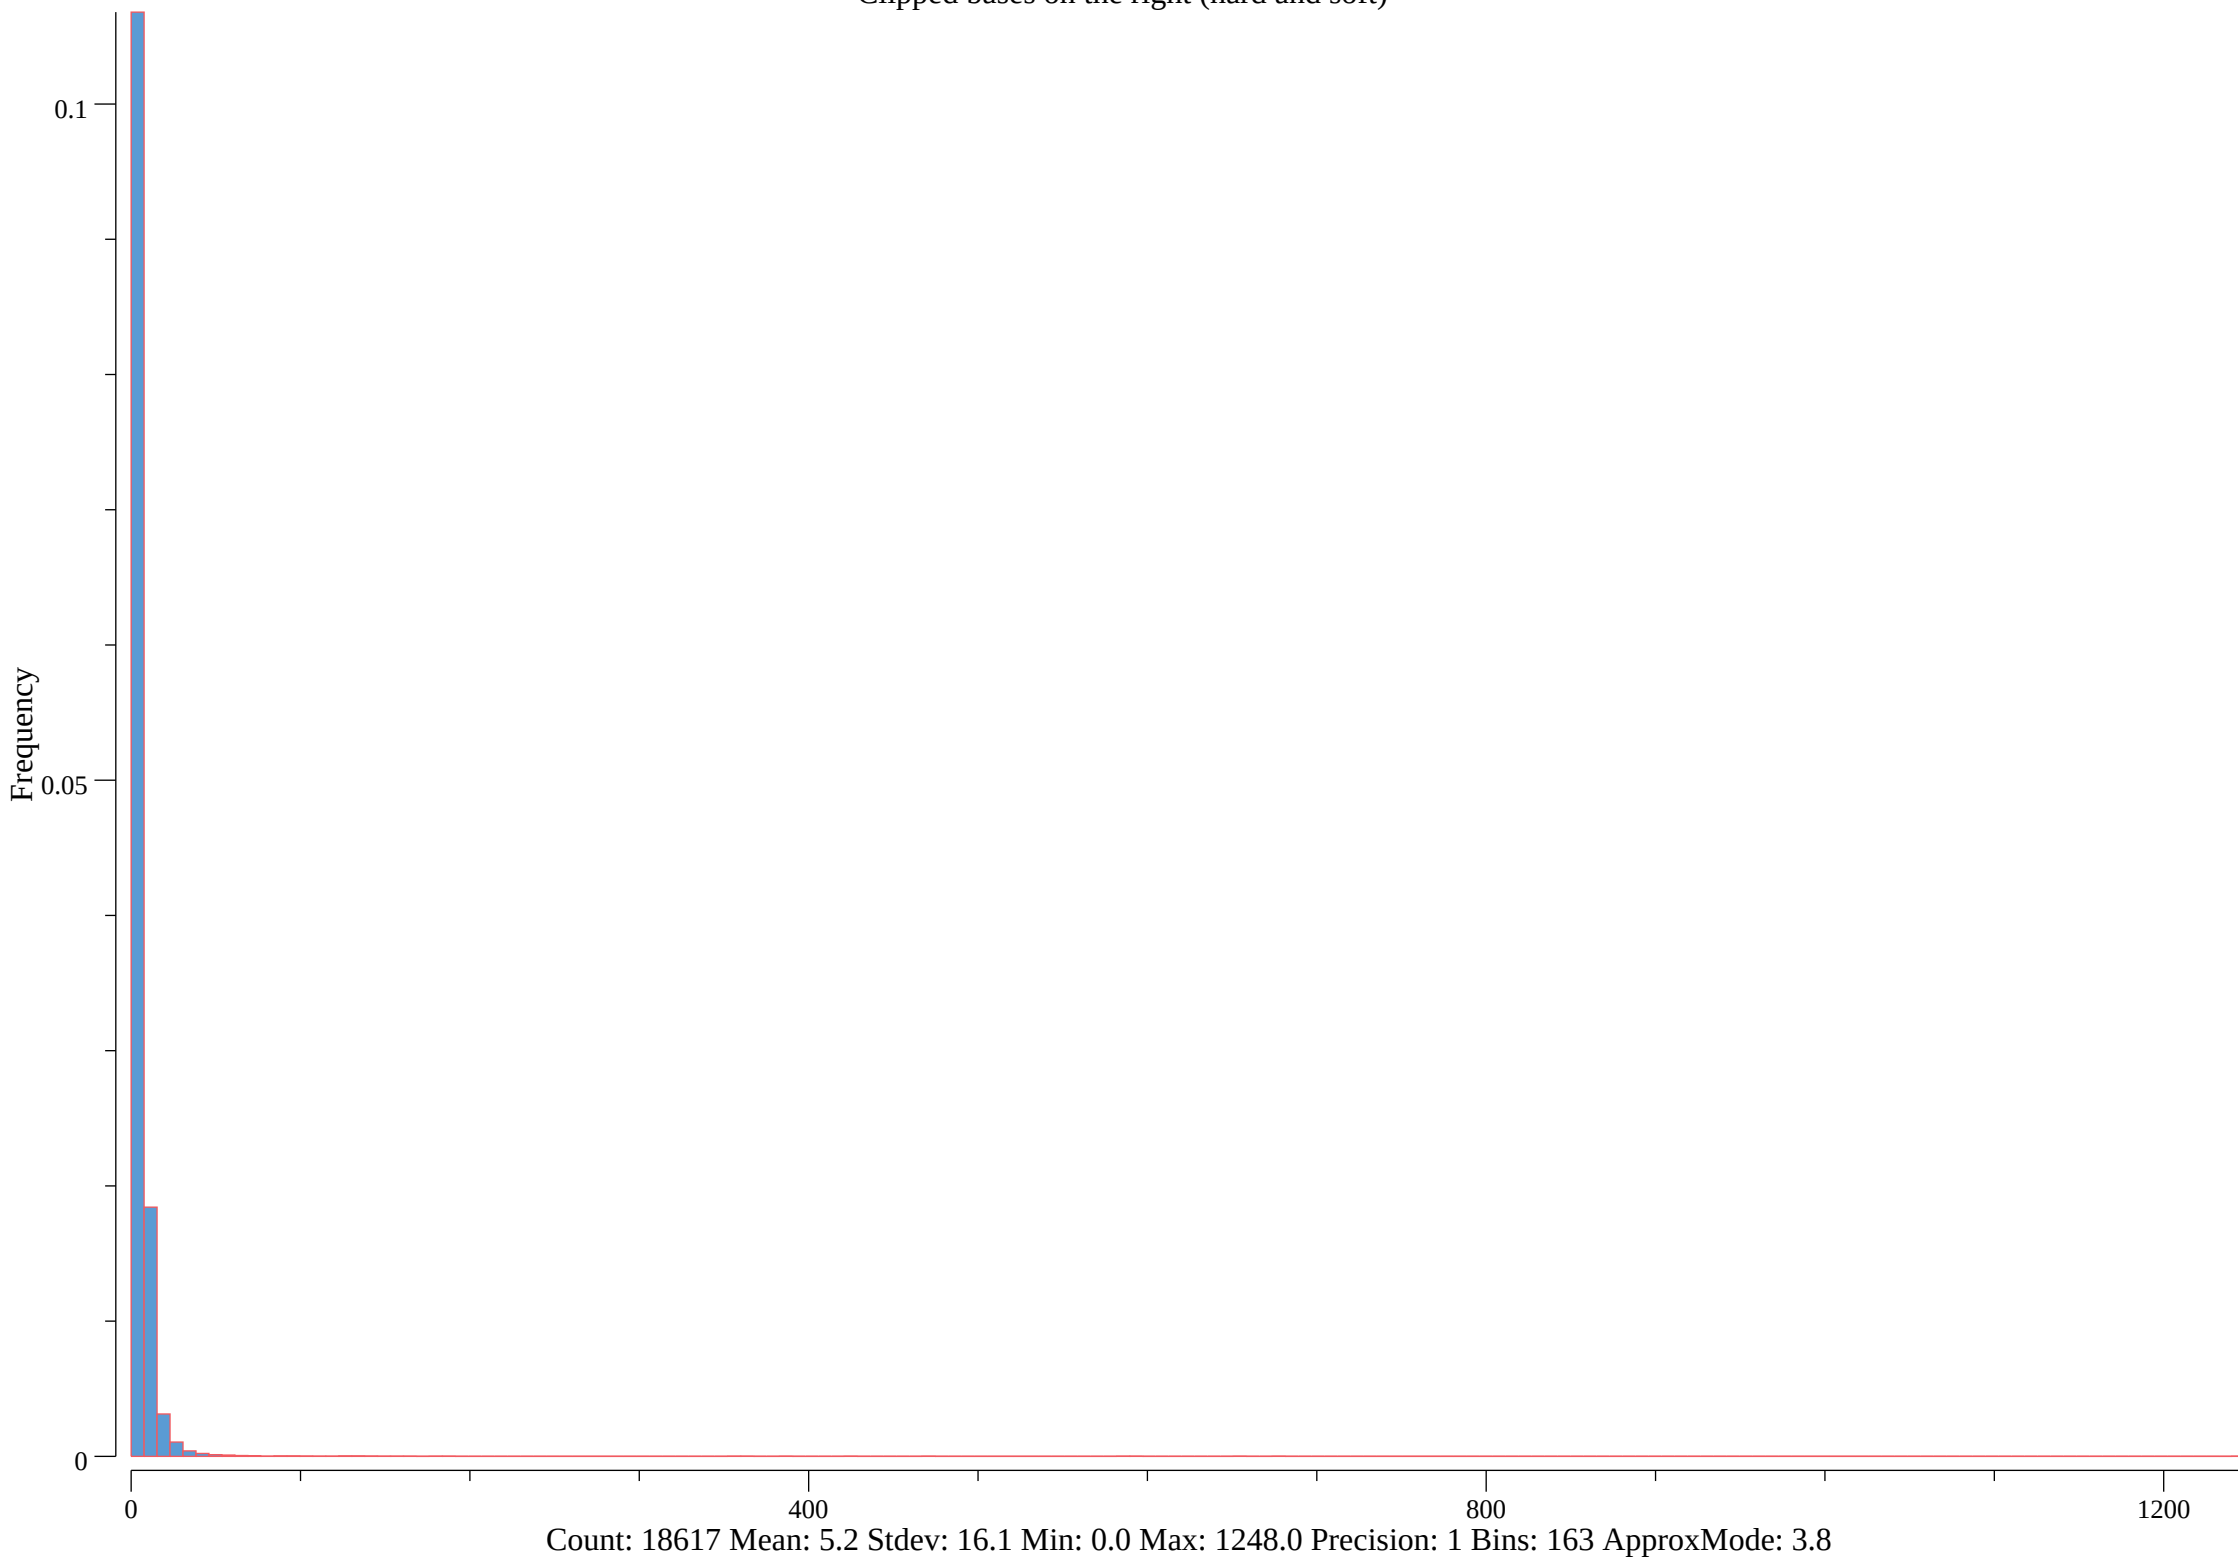 Clipped bases on the right (hard and soft)
0.1
Frequency
0.05
0
0 400 800 1200
Count: 18617 Mean: 5.2 Stdev: 16.1 Min: 0.0 Max: 1248.0 Precision: 1 Bins: 163 ApproxMode: 3.8